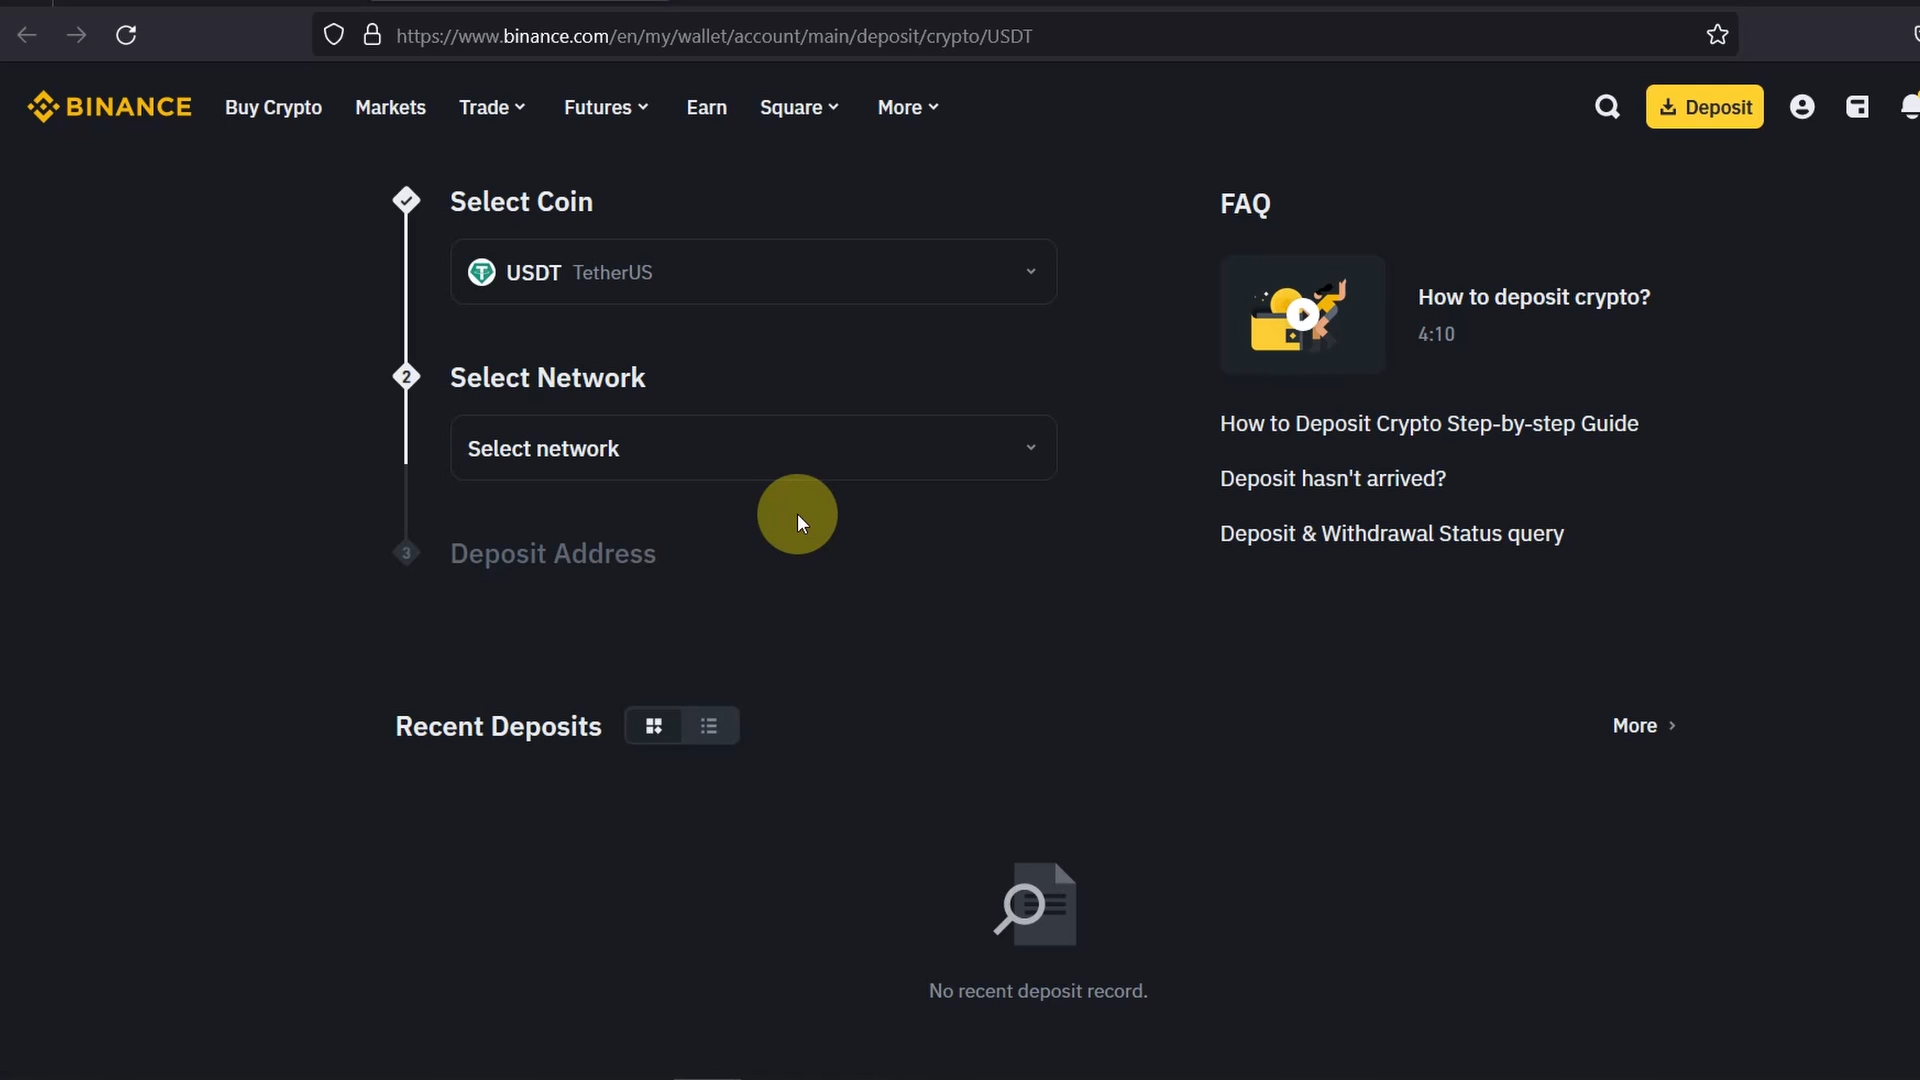 https://www.binance.com/en/my/wallet/account/main/deposit/crypto/USDT
BINANCE
Buy Crypto
Markets
Trade
Futures
Earn
Square
More
Deposit
Select Coin
USDT TetherUS
2
Select Network
Select network
3
Deposit Address
FAQ
How to deposit crypto?
4:10
How to Deposit Crypto Step-by-step Guide
Deposit hasn't arrived?
Deposit & Withdrawal Status query
Recent Deposits
More
No recent deposit record.